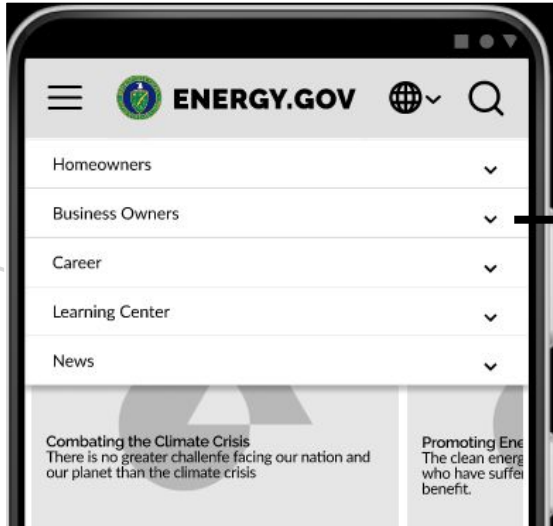 ENERGY.GOV
Homeowners
Business Owners
Career
Learning Center
News
Combating the Climate Crisis
There is no greater challenfe facing our nation and
our planet than the climate crisis
Promoting Ene
The clean energ
who have suffe
benefit.